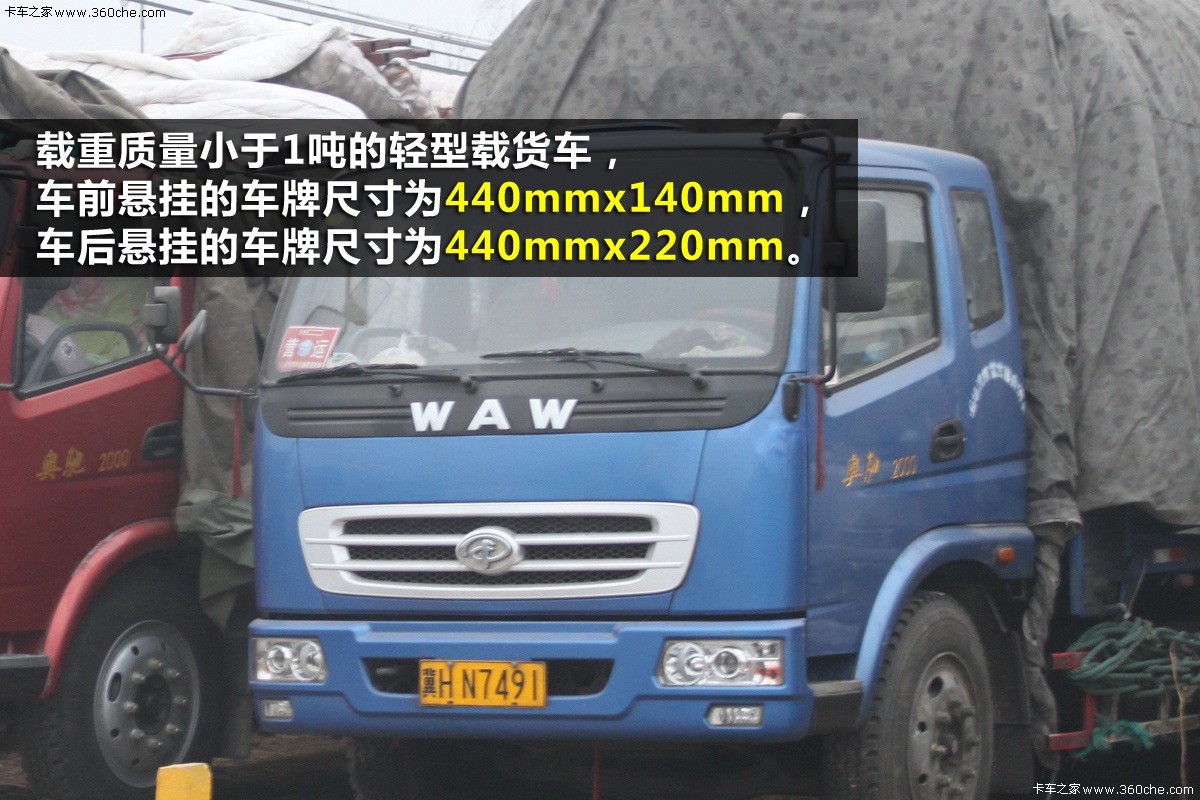 卡车之家 www.360che.com
载重质量小于1吨的轻型载货车，
车前悬挂的车牌尺寸为440mmx140mm，
车后悬挂的车牌尺寸为440mmx220mm。
营运
WAW
奥驰 2000
奥驰 2000
冀H N7491
卡车之家 www.360che.com